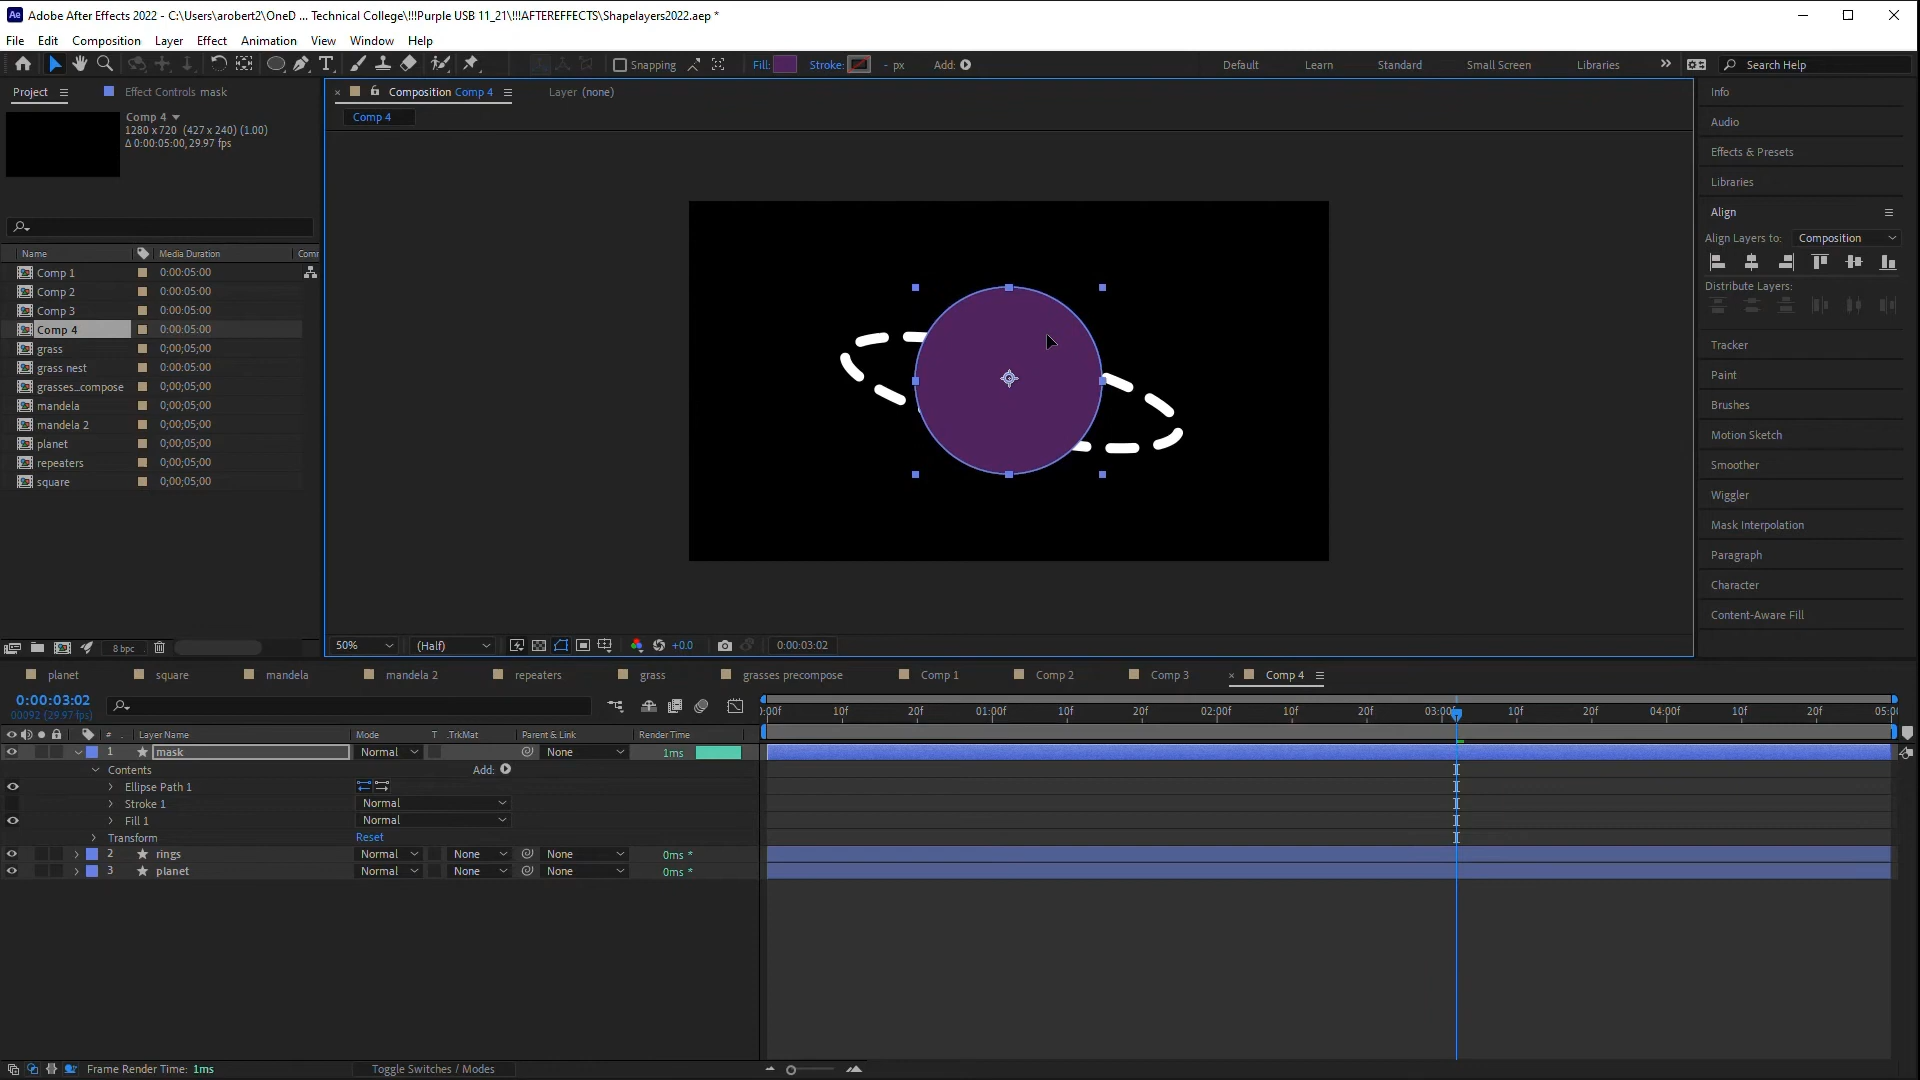 Adobe After Effects 2022 - C:\Users\arobert2\OneD ... Technical College\!!!Purple USB 11_21\!!!AFTEREFFECTS\Shapelayers2022.aep *
File Edit Composition Layer Effect Animation View Window Help
Snapping Fill: Stroke: - px Add: Default Learn Standard Small Screen Libraries Search Help
Project Effect Controls mask Composition Comp 4 Layer (none) Info
Comp 4
Comp 4
1280 x 720 (427 x 240) (1.00)
Δ 0:00:05:00, 29.97 fps
Audio
Effects & Presets
Libraries
Align
Align Layers to: Composition
Distribute Layers:
Tracker
Paint
Brushes
Motion Sketch
Smoother
Wiggler
Mask Interpolation
Paragraph
Character
Content-Aware Fill
Name Media Duration Comr
Comp 1 0:00:05:00
Comp 2 0:00:05:00
Comp 3 0:00:05:00
Comp 4 0:00:05:00
grass 0;00;05;00
grass nest 0;00;05;00
grasses...compose 0;00;05;00
mandela 0;00;05;00
mandela 2 0;00;05;00
planet 0;00;05;00
repeaters 0;00;05;00
square 0;00;05;00
8 bpc 50% (Half) +0.0 0:00:03:02
planet square mandela mandela 2 repeaters grass grasses precompose Comp 1 Comp 2 Comp 3 Comp 4
0:00:03:02
00092 (29.97 fps)
:00f 10f 20f 01:00f 10f 20f 02:00f 10f 20f 03:00f 10f 20f 04:00f 10f 20f 05:0
# Layer Name Mode T .TrkMat Parent & Link Render Time
1 mask Normal None 1ms
Contents Add:
Ellipse Path 1
Stroke 1 Normal
Fill 1 Normal
Transform Reset
2 rings Normal None None 0ms *
3 planet Normal None None 0ms *
Frame Render Time: 1ms Toggle Switches / Modes